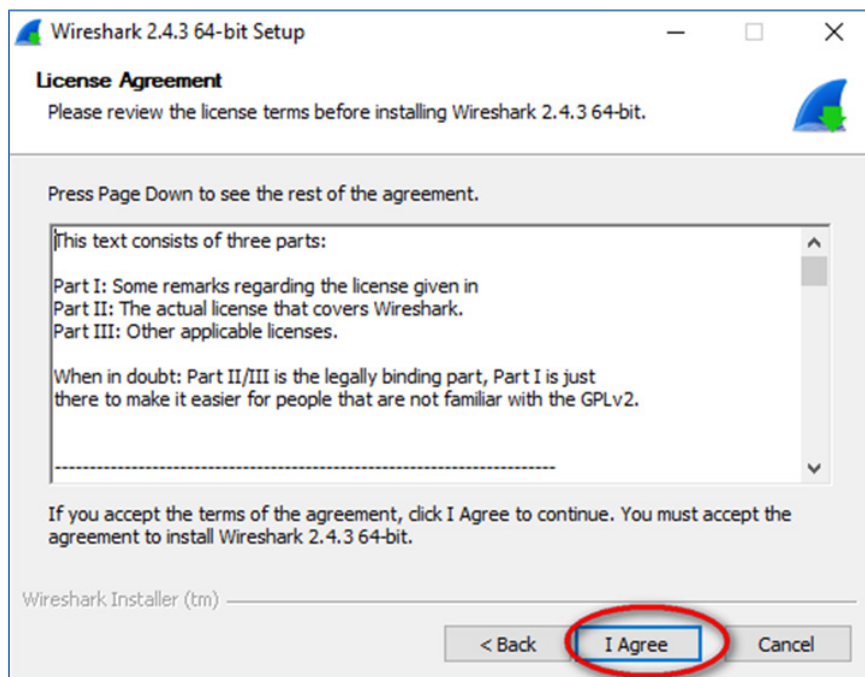 Wireshark 2.4.3 64-bit Setup
License Agreement
Please review the license terms before installing Wireshark 2.4.3 64-bit.
Press Page Down to see the rest of the agreement.
This text consists of three parts:
Part I: Some remarks regarding the license given in
Part II: The actual license that covers Wireshark.
Part III: Other applicable licenses.
When in doubt: Part II/III is the legally binding part, Part I is just
there to make it easier for people that are not familiar with the GPLv2.
-------------------------------------------------------------------------
If you accept the terms of the agreement, click I Agree to continue. You must accept the
agreement to install Wireshark 2.4.3 64-bit.
Wireshark Installer (tm)
< Back I Agree Cancel